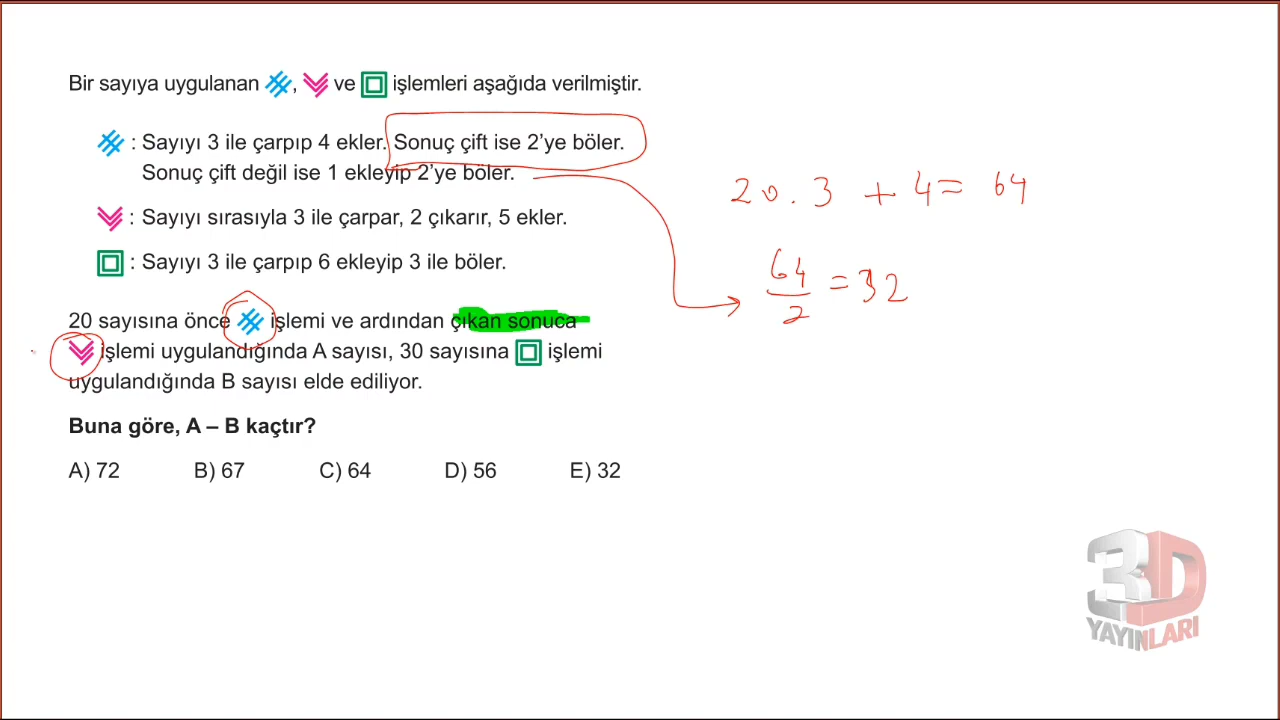 Bir sayıya uygulanan , ve işlemleri aşağıda verilmiştir.
: Sayıyı 3 ile çarpıp 4 ekler. Sonuç çift ise 2'ye böler.
Sonuç çift değil ise 1 ekleyip 2'ye böler.
: Sayıyı sırasıyla 3 ile çarpar, 2 çıkarır, 5 ekler.
: Sayıyı 3 ile çarpıp 6 ekleyip 3 ile böler.
20 sayısına önce işlemi ve ardından çıkan sonuca
işlemi uygulandığında A sayısı, 30 sayısına işlemi
uygulandığında B sayısı elde ediliyor.
Buna göre, A – B kaçtır?
A) 72 B) 67 C) 64 D) 56 E) 32
20 . 3 + 4 = 64
64
2
= 32
3D
YAYINLARI